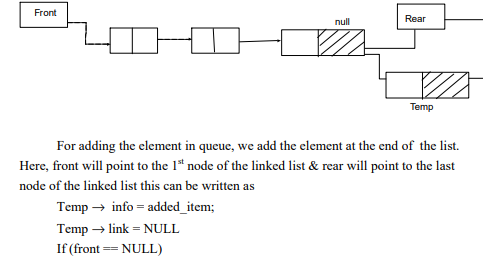 Front
null
Rear
Temp
For adding the element in queue, we add the element at the end of the list.
Here, front will point to the 1st node of the linked list & rear will point to the last
node of the linked list this can be written as
Temp → info = added_item;
Temp → link = NULL
If (front == NULL)